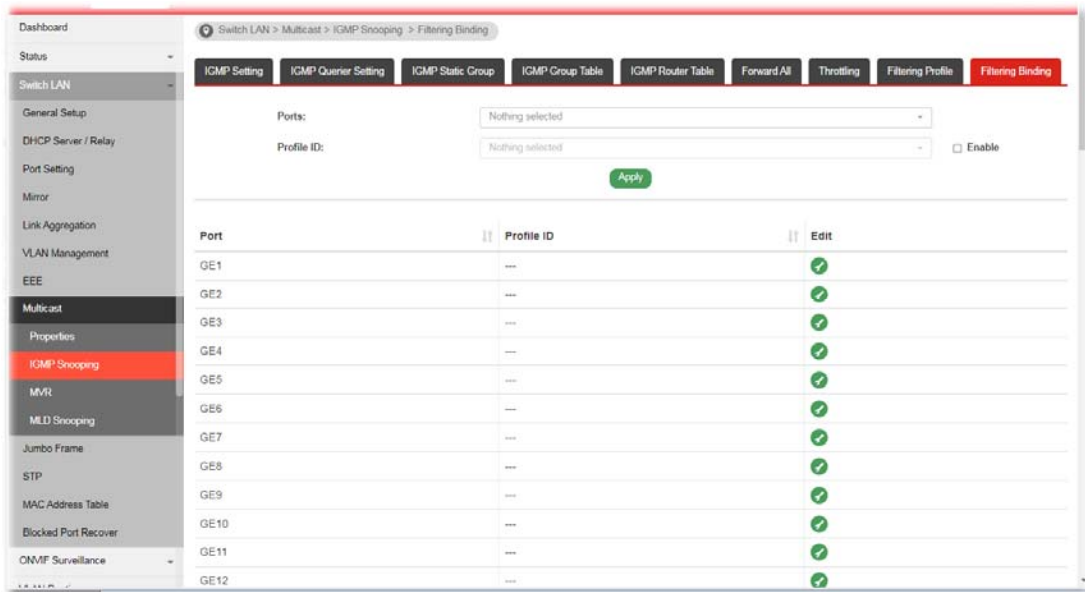 Switch LAN > Multicast > IGMP Snooping > Filtering Binding
Dashboard
Status
Switch LAN
General Setup
DHCP Server / Relay
Port Setting
Mirror
Link Aggregation
VLAN Management
EEE
Multicast
Properties
IGMP Snooping
MVR
MLD Snooping
Jumbo Frame
STP
MAC Address Table
Blocked Port Recover
ONVIF Surveillance
IGMP Setting IGMP Querier Setting IGMP Static Group IGMP Group Table IGMP Router Table Forward All Throttling Filtering Profile Filtering Binding
Ports: Nothing selected
Profile ID: Nothing selected Enable
Apply
Port Profile ID Edit
GE1 ---
GE2 ---
GE3 ---
GE4 ---
GE5 ---
GE6 ---
GE7 ---
GE8 ---
GE9 ---
GE10 ---
GE11 ---
GE12 ---